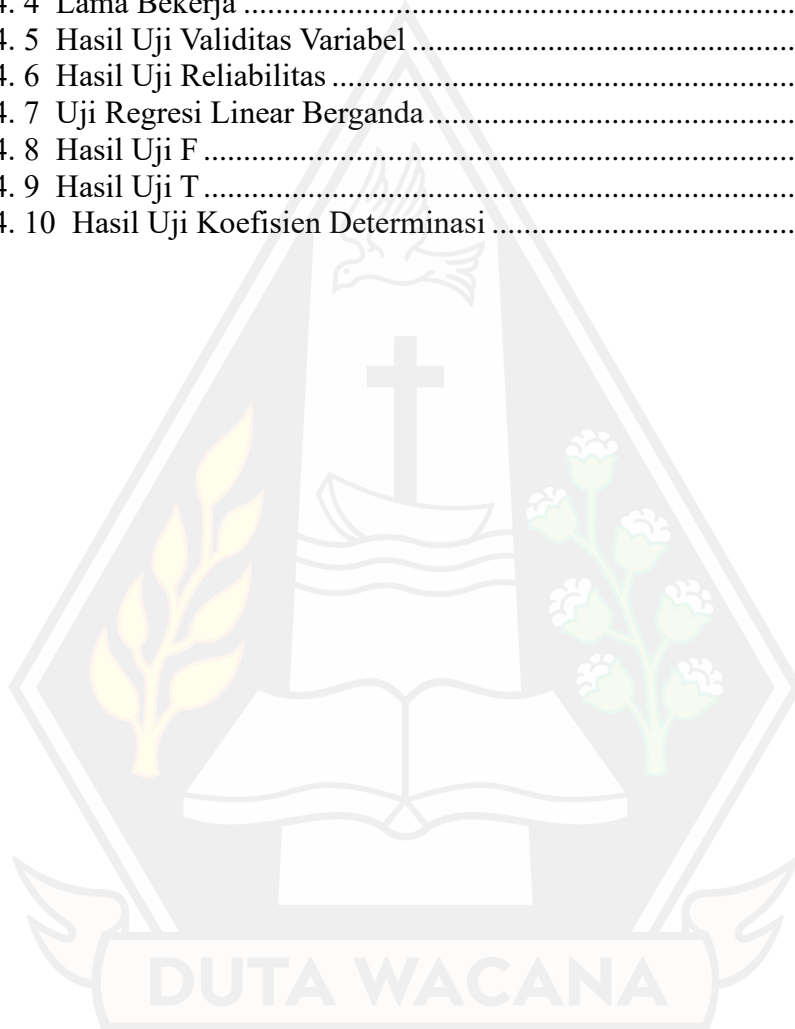 4. 4 Lama Bekerja ....................................................................
4. 5 Hasil Uji Validitas Variabel ................................................
4. 6 Hasil Uji Reliabilitas ..........................................................
4. 7 Uji Regresi Linear Berganda ..............................................
4. 8 Hasil Uji F ..........................................................................
4. 9 Hasil Uji T ..........................................................................
4. 10 Hasil Uji Koefisien Determinasi ......................................
DUTA WACANA